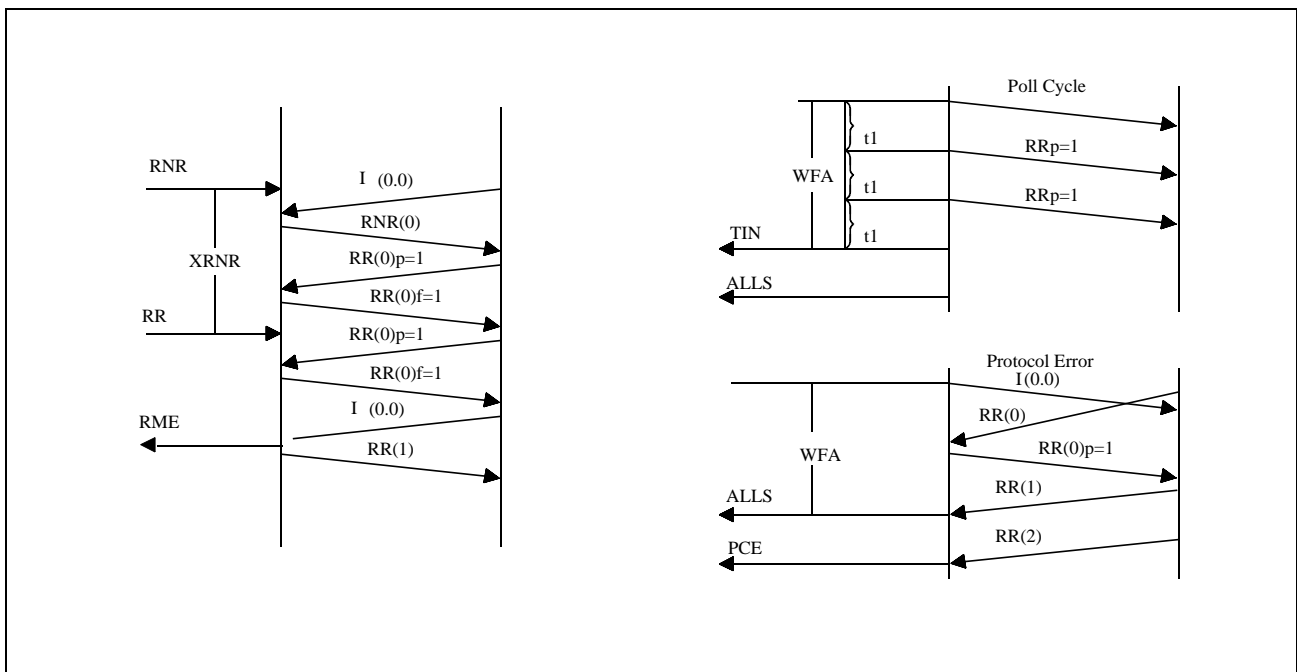 RNR
I (0.0)
RNR(0)
RR(0)p=1
XRNR
RR(0)f=1
RR
RR(0)p=1
RR(0)f=1
I (0.0)
RME
RR(1)
Poll Cycle
t1
RRp=1
WFA
t1
RRp=1
TIN
t1
ALLS
Protocol Error
I(0.0)
RR(0)
RR(0)p=1
WFA
RR(1)
ALLS
RR(2)
PCE